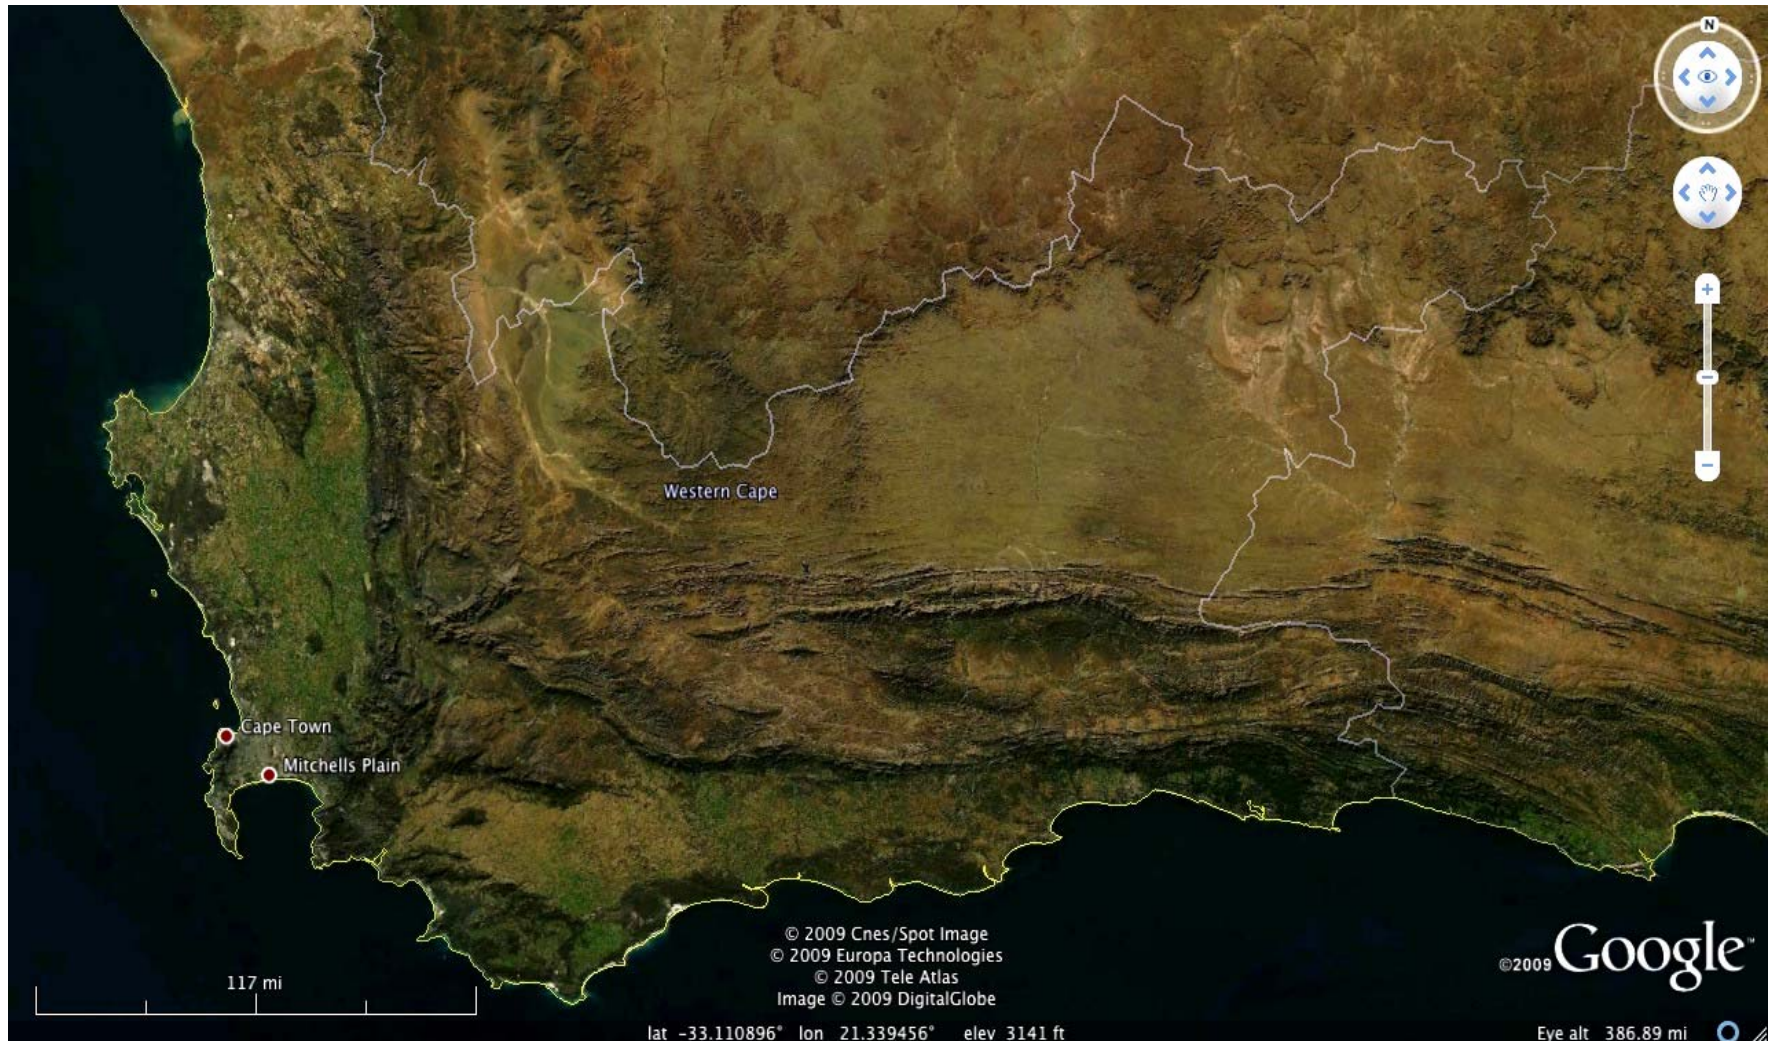 N
Western Cape
Cape Town
Mitchells Plain
© 2009 Cnes/Spot Image
© 2009 Europa Technologies
© 2009 Tele Atlas
Image © 2009 DigitalGlobe
©2009 Google™
117 mi
lat -33.110896° lon 21.339456° elev 3141 ft
Eye alt 386.89 mi